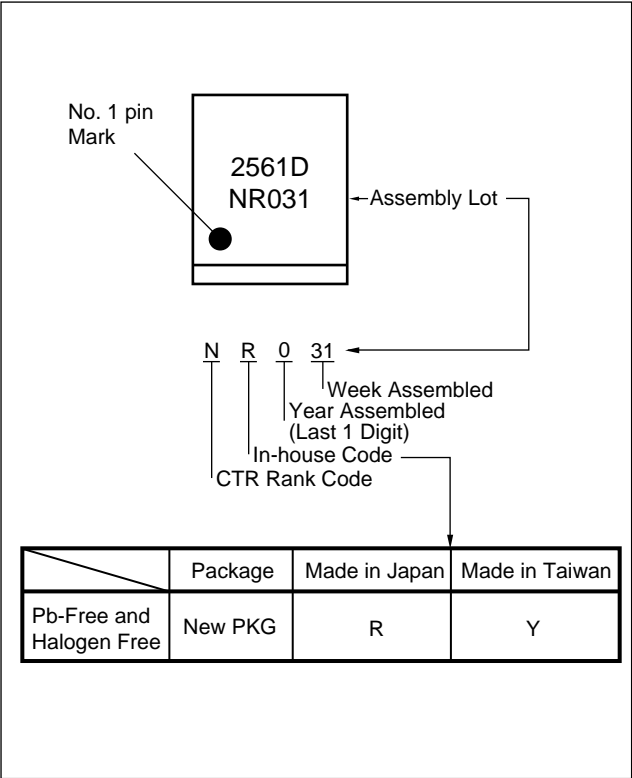 No. 1 pin
Mark
2561D
NR031
Assembly Lot
N R 0 31
Week Assembled
Year Assembled
(Last 1 Digit)
In-house Code
CTR Rank Code
Package Made in Japan Made in Taiwan
Pb-Free and
Halogen Free New PKG R Y